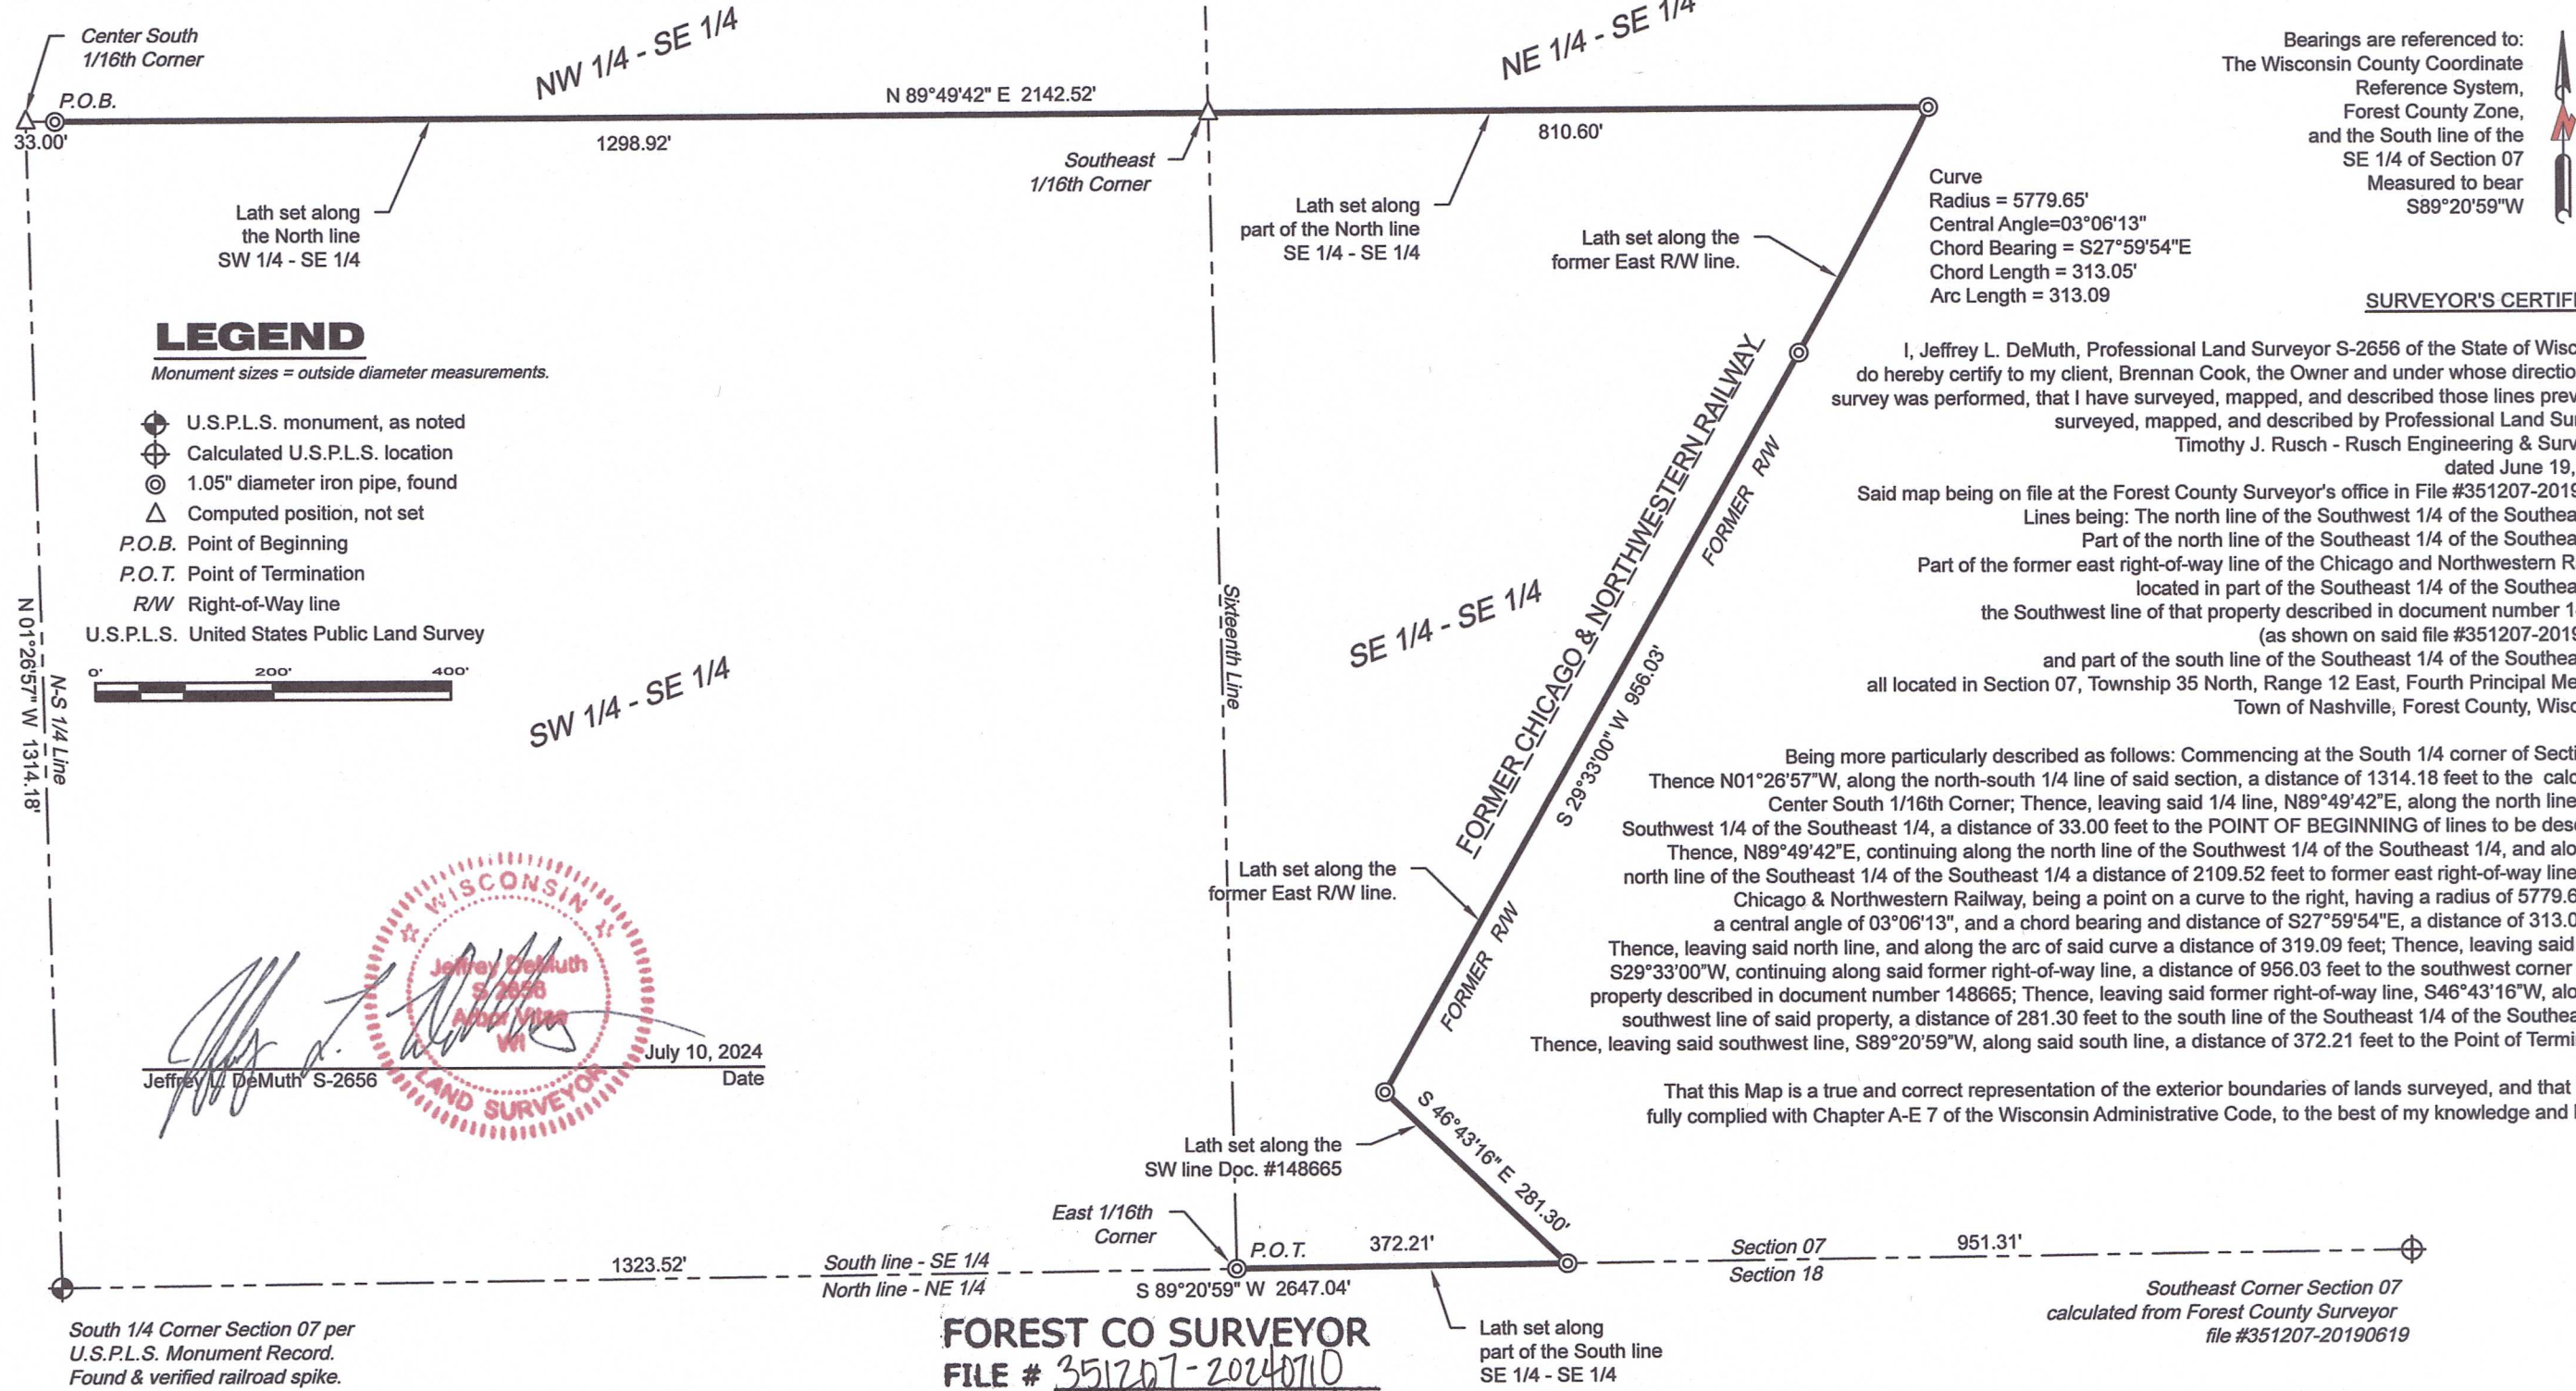 Center South
1/16th Corner
P.O.B.
33.00'
NW 1/4 - SE 1/4
N 89°49'42" E 2142.52'
1298.92'
Southeast
1/16th Corner
NE 1/4 - SE 1/4
810.60'
Lath set along
the North line
SW 1/4 - SE 1/4
Lath set along
part of the North line
SE 1/4 - SE 1/4
Lath set along the
former East R/W line.
Curve
Radius = 5779.65'
Central Angle=03°06'13"
Chord Bearing = S27°59'54"E
Chord Length = 313.05'
Arc Length = 313.09
Bearings are referenced to:
The Wisconsin County Coordinate
Reference System,
Forest County Zone,
and the South line of the
SE 1/4 of Section 07
Measured to bear
S89°20'59"W
LEGEND
Monument sizes = outside diameter measurements.
U.S.P.L.S. monument, as noted
Calculated U.S.P.L.S. location
1.05" diameter iron pipe, found
Computed position, not set
P.O.B. Point of Beginning
P.O.T. Point of Termination
R/W Right-of-Way line
U.S.P.L.S. United States Public Land Survey
0' 200' 400'
N 01°26'57" W 1314.18'
N-S 1/4 Line
SW 1/4 - SE 1/4
Sixteenth Line
SE 1/4 - SE 1/4
FORMER CHICAGO & NORTHWESTERN RAILWAY
FORMER R/W
S 29°33'00" W 956.03'
Lath set along the
former East R/W line.
FORMER R/W
SURVEYOR'S CERTIFI
I, Jeffrey L. DeMuth, Professional Land Surveyor S-2656 of the State of Wisc
do hereby certify to my client, Brennan Cook, the Owner and under whose directio
survey was performed, that I have surveyed, mapped, and described those lines prev
surveyed, mapped, and described by Professional Land Sur
Timothy J. Rusch - Rusch Engineering & Surv
dated June 19,
Said map being on file at the Forest County Surveyor's office in File #351207-2019
Lines being: The north line of the Southwest 1/4 of the Southea
Part of the north line of the Southeast 1/4 of the Southea
Part of the former east right-of-way line of the Chicago and Northwestern R
located in part of the Southeast 1/4 of the Southea
the Southwest line of that property described in document number 1
(as shown on said file #351207-2019
and part of the south line of the Southeast 1/4 of the Southea
all located in Section 07, Township 35 North, Range 12 East, Fourth Principal Me
Town of Nashville, Forest County, Wisc
Being more particularly described as follows: Commencing at the South 1/4 corner of Secti
Thence N01°26'57"W, along the north-south 1/4 line of said section, a distance of 1314.18 feet to the calc
Center South 1/16th Corner; Thence, leaving said 1/4 line, N89°49'42"E, along the north line
Southwest 1/4 of the Southeast 1/4, a distance of 33.00 feet to the POINT OF BEGINNING of lines to be desc
Thence, N89°49'42"E, continuing along the north line of the Southwest 1/4 of the Southeast 1/4, and alo
north line of the Southeast 1/4 of the Southeast 1/4 a distance of 2109.52 feet to former east right-of-way line
Chicago & Northwestern Railway, being a point on a curve to the right, having a radius of 5779.6
a central angle of 03°06'13", and a chord bearing and distance of S27°59'54"E, a distance of 313.0
Thence, leaving said north line, and along the arc of said curve a distance of 319.09 feet; Thence, leaving said
S29°33'00"W, continuing along said former right-of-way line, a distance of 956.03 feet to the southwest corner
property described in document number 148665; Thence, leaving said former right-of-way line, S46°43'16"W, alo
southwest line of said property, a distance of 281.30 feet to the south line of the Southeast 1/4 of the Southea
Thence, leaving said southwest line, S89°20'59"W, along said south line, a distance of 372.21 feet to the Point of Termi
That this Map is a true and correct representation of the exterior boundaries of lands surveyed, and that
fully complied with Chapter A-E 7 of the Wisconsin Administrative Code, to the best of my knowledge and
WISCONSIN
Jeffrey DeMuth
S 2656
Arbor Vitae
WI
LAND SURVEYOR
July 10, 2024
Jeffrey L. DeMuth S-2656
Date
S 46°43'16" E 281.30'
Lath set along the
SW line Doc. #148665
East 1/16th
Corner
P.O.T.
372.21'
1323.52'
South line - SE 1/4
North line - NE 1/4
S 89°20'59" W 2647.04'
Section 07
Section 18
951.31'
Southeast Corner Section 07
calculated from Forest County Surveyor
file #351207-20190619
South 1/4 Corner Section 07 per
U.S.P.L.S. Monument Record.
Found & verified railroad spike.
Lath set along
part of the South line
SE 1/4 - SE 1/4
FOREST CO SURVEYOR
FILE # 351207-20240710